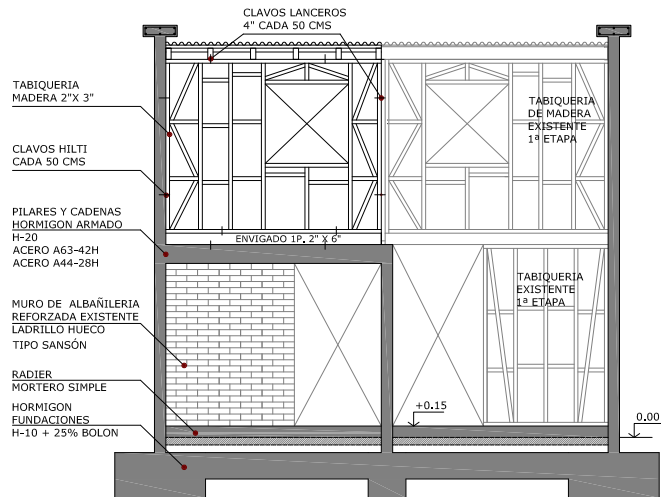 CLAVOS LANCEROS
4" CADA 50 CMS
TABIQUERIA
MADERA 2"X 3"
CLAVOS HILTI
CADA 50 CMS
PILARES Y CADENAS
HORMIGON ARMADO
H-20
ACERO A63-42H
ACERO A44-28H
MURO DE ALBAÑILERIA
REFORZADA EXISTENTE
LADRILLO HUECO
TIPO SANSÓN
RADIER
MORTERO SIMPLE
HORMIGON
FUNDACIONES
H-10 + 25% BOLON
TABIQUERIA
DE MADERA
EXISTENTE
1ª ETAPA
ENVIGADO 1P. 2" X 6"
TABIQUERIA
EXISTENTE
1ª ETAPA
+0.15
0.00